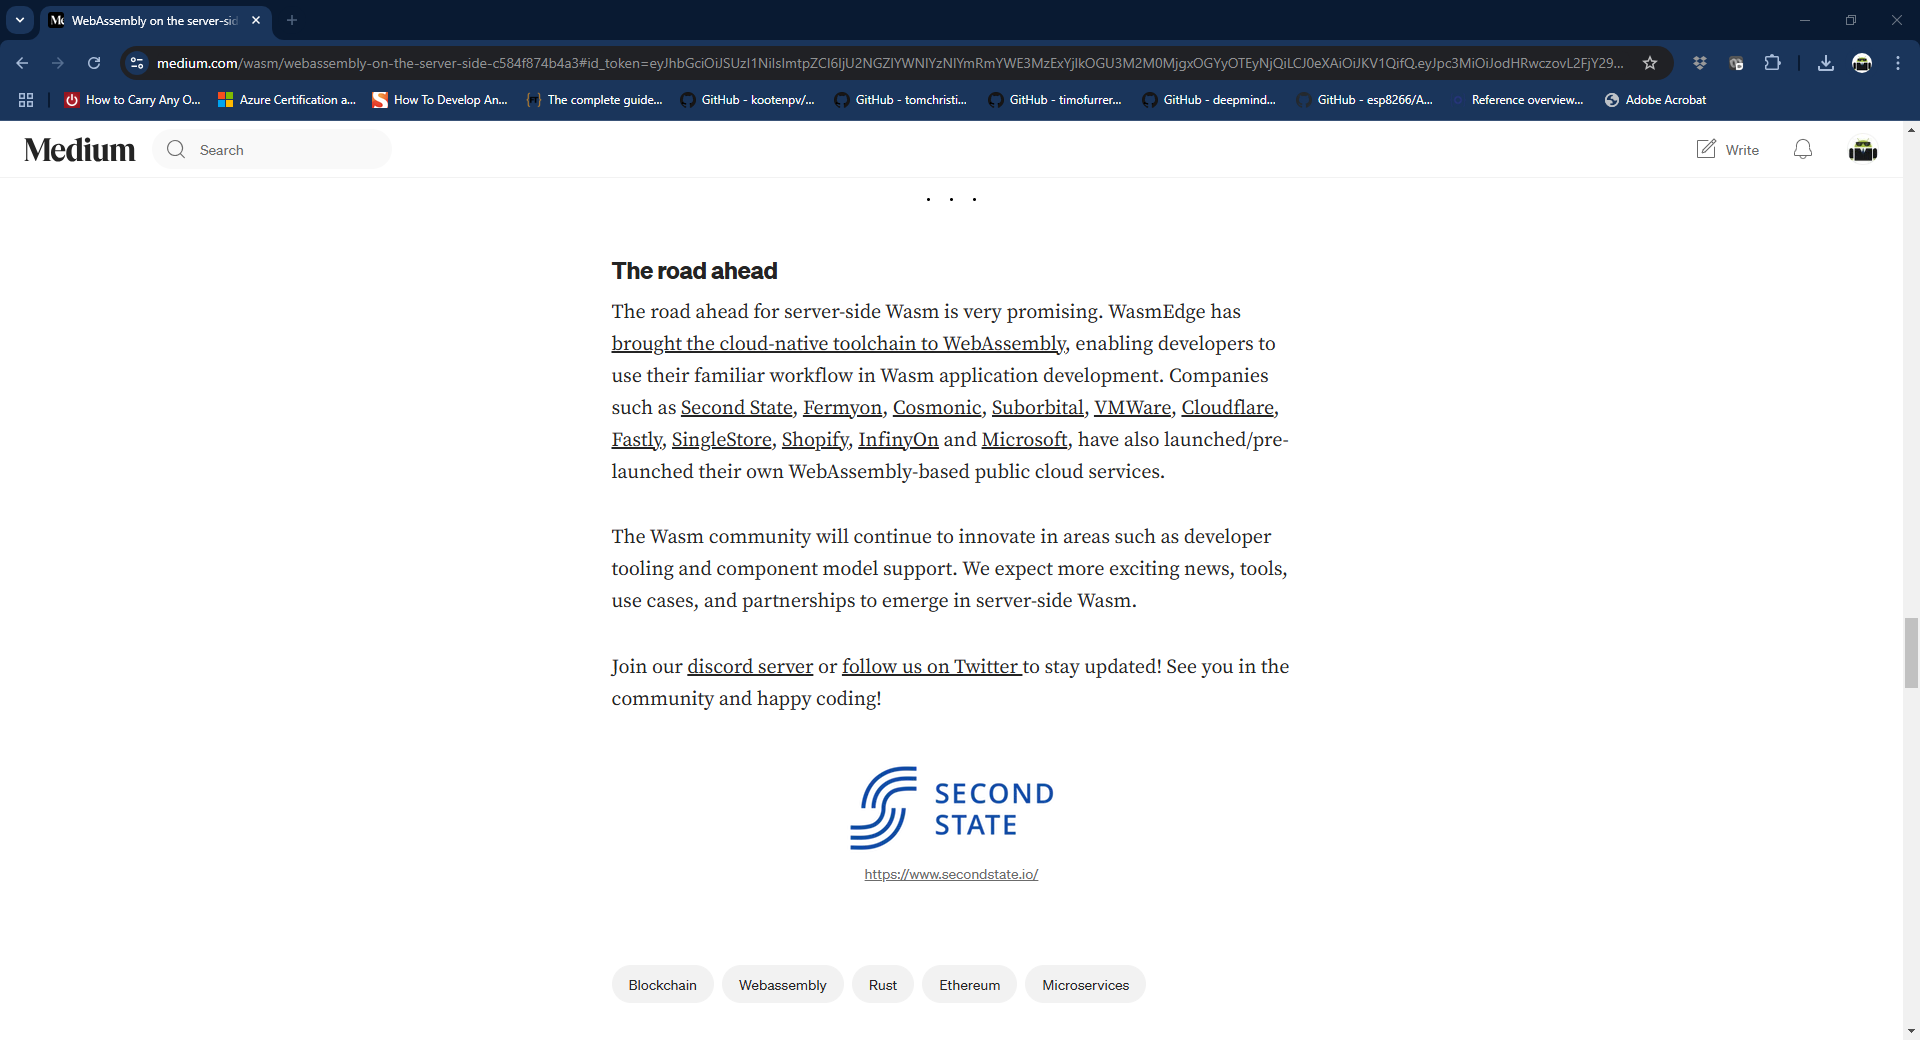 WebAssembly on the server-sid
medium.com/wasm/webassembly-on-the-server-side-c584f874b4a3#id_token=
How to Carry Any O...
Azure Certification a...
How To Develop An...
The complete guide...
GitHub - kootenpv/...
GitHub - tomchristi...
GitHub - timofurrer...
GitHub - deepmind...
GitHub - esp8266/A...
Reference overview...
Adobe Acrobat
Medium
Search
Write
. . .
The road ahead
The road ahead for server-side Wasm is very promising. WasmEdge has
brought the cloud-native toolchain to WebAssembly, enabling developers to
use their familiar workflow in Wasm application development. Companies
such as Second State, Fermyon, Cosmonic, Suborbital, VMWare, Cloudflare,
Fastly, SingleStore, Shopify, InfinyOn and Microsoft, have also launched/pre-
launched their own WebAssembly-based public cloud services.
The Wasm community will continue to innovate in areas such as developer
tooling and component model support. We expect more exciting news, tools,
use cases, and partnerships to emerge in server-side Wasm.
Join our discord server or follow us on Twitter to stay updated! See you in the
community and happy coding!
SECOND
STATE
https://www.secondstate.io/
Blockchain
Webassembly
Rust
Ethereum
Microservices